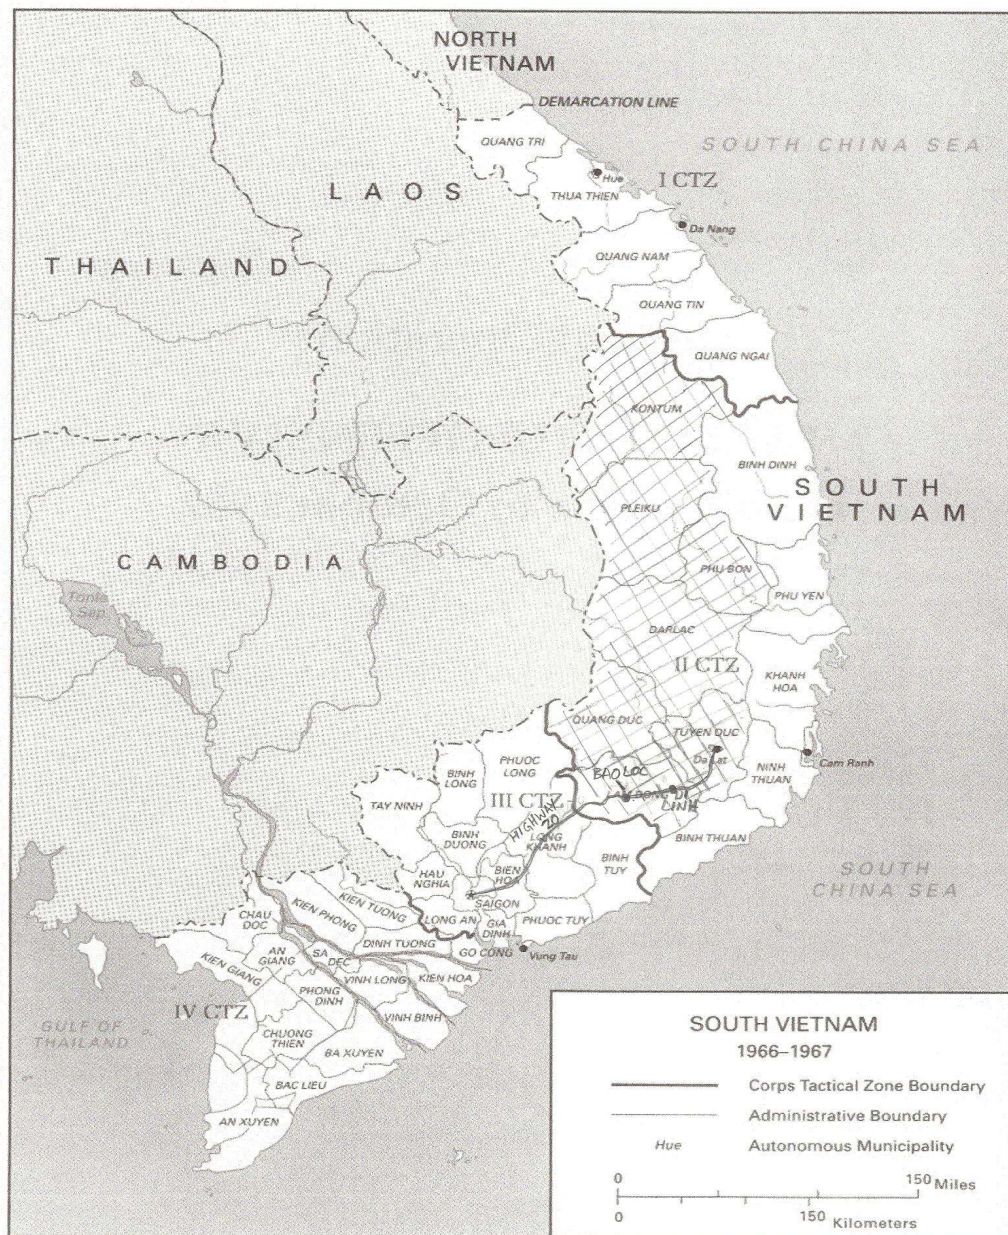 NORTH
VIETNAM
DEMARCATION LINE
QUANG TRI
SOUTH CHINA SEA
Hue
I CTZ
LAOS
THUA THIEN
Da Nang
THAILAND
QUANG NAM
QUANG TIN
QUANG NGAI
KONTUM
BINH DINH
SOUTH
VIETNAM
PLEIKU
CAMBODIA
PHU BON
PHU YEN
Tonle
Sap
DARLAC
II CTZ
KHANH
HOA
QUANG DUC
TUYEN DUC
Da Lat
Cam Ranh
NINH
THUAN
PHUOC
LONG
BINH
LONG
BAO LOC
DI
LINH
TAY NINH
III CTZ
HIGHWAY
20
LONG
KHANH
BINH THUAN
BINH
DUONG
BINH
TUY
SOUTH
CHINA SEA
HAU
NGHIA
BIEN
HOA
SAIGON
LONG AN
GIA
DINH
PHUOC TUY
Vung Tau
CHAU
DOC
KIEN PHONG
KIEN TUONG
DINH TUONG
GO CONG
AN
GIANG
SA
DEC
KIEN GIANG
VINH LONG
KIEN HOA
PHONG
DINH
VINH BINH
IV CTZ
GULF OF
THAILAND
CHUONG
THIEN
BA XUYEN
BAC LIEU
AN XUYEN
SOUTH VIETNAM
1966–1967
Corps Tactical Zone Boundary
Administrative Boundary
Hue Autonomous Municipality
0 150 Miles
0 150 Kilometers